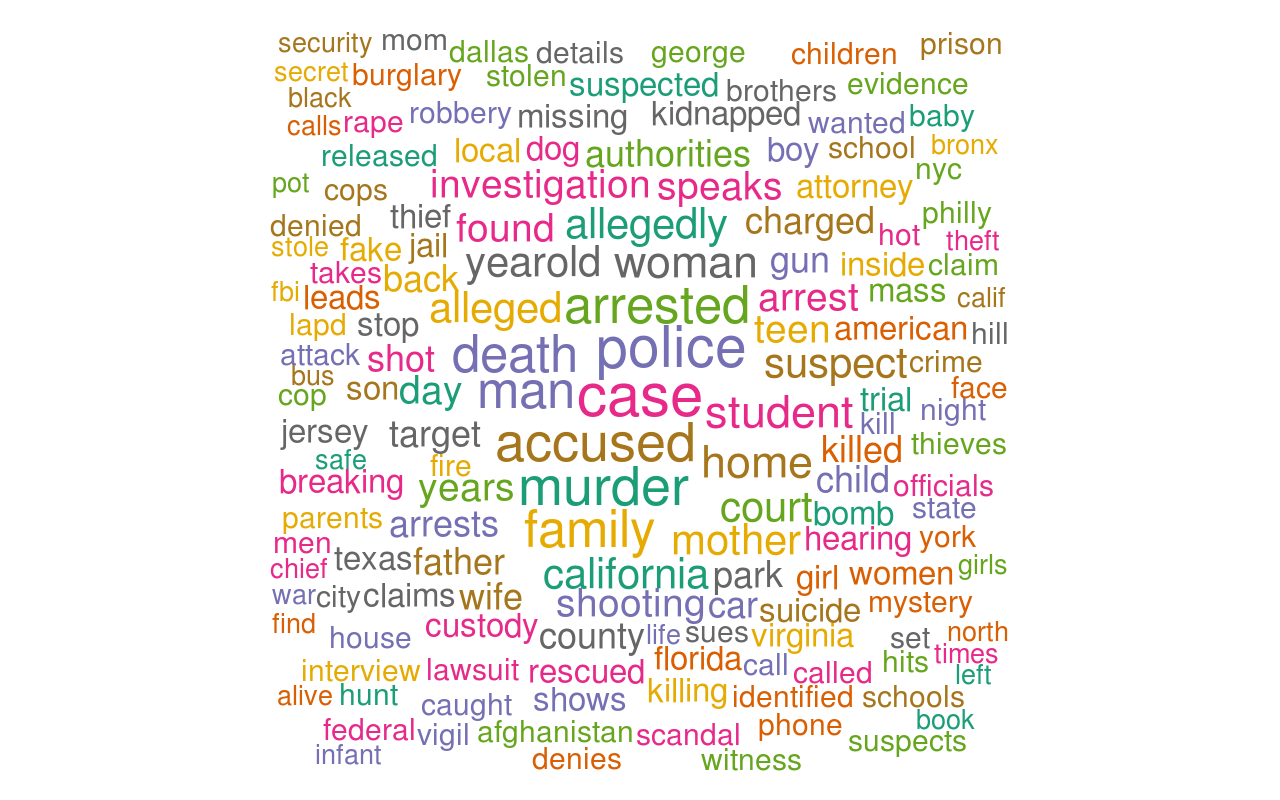 security mom dallas details george children prison
secret burglary stolen suspected brothers evidence
black robbery missing kidnapped wanted baby
calls rape
released local dog authorities boy school bronx
pot cops investigation speaks attorney nyc
denied thief found allegedly charged hot philly
stole fake jail yearold woman gun inside claim theft
takes back
fbi leads alleged arrested arrest mass calif
lapd stop teen american hill
attack shot death police suspect crime
bus
cop son day man case student trial face
kill night
jersey target accused home killed thieves
safe fire
breaking years murder child officials
parents arrests family court bomb state
men mother hearing york
chief texas father california park girl women girls
war city claims wife shooting car suicide mystery
find house custody county life sues virginia set north
interview lawsuit rescued florida call called hits times
left
alive hunt caught shows killing identified schools
federal vigil afghanistan scandal phone book
infant denies witness suspects